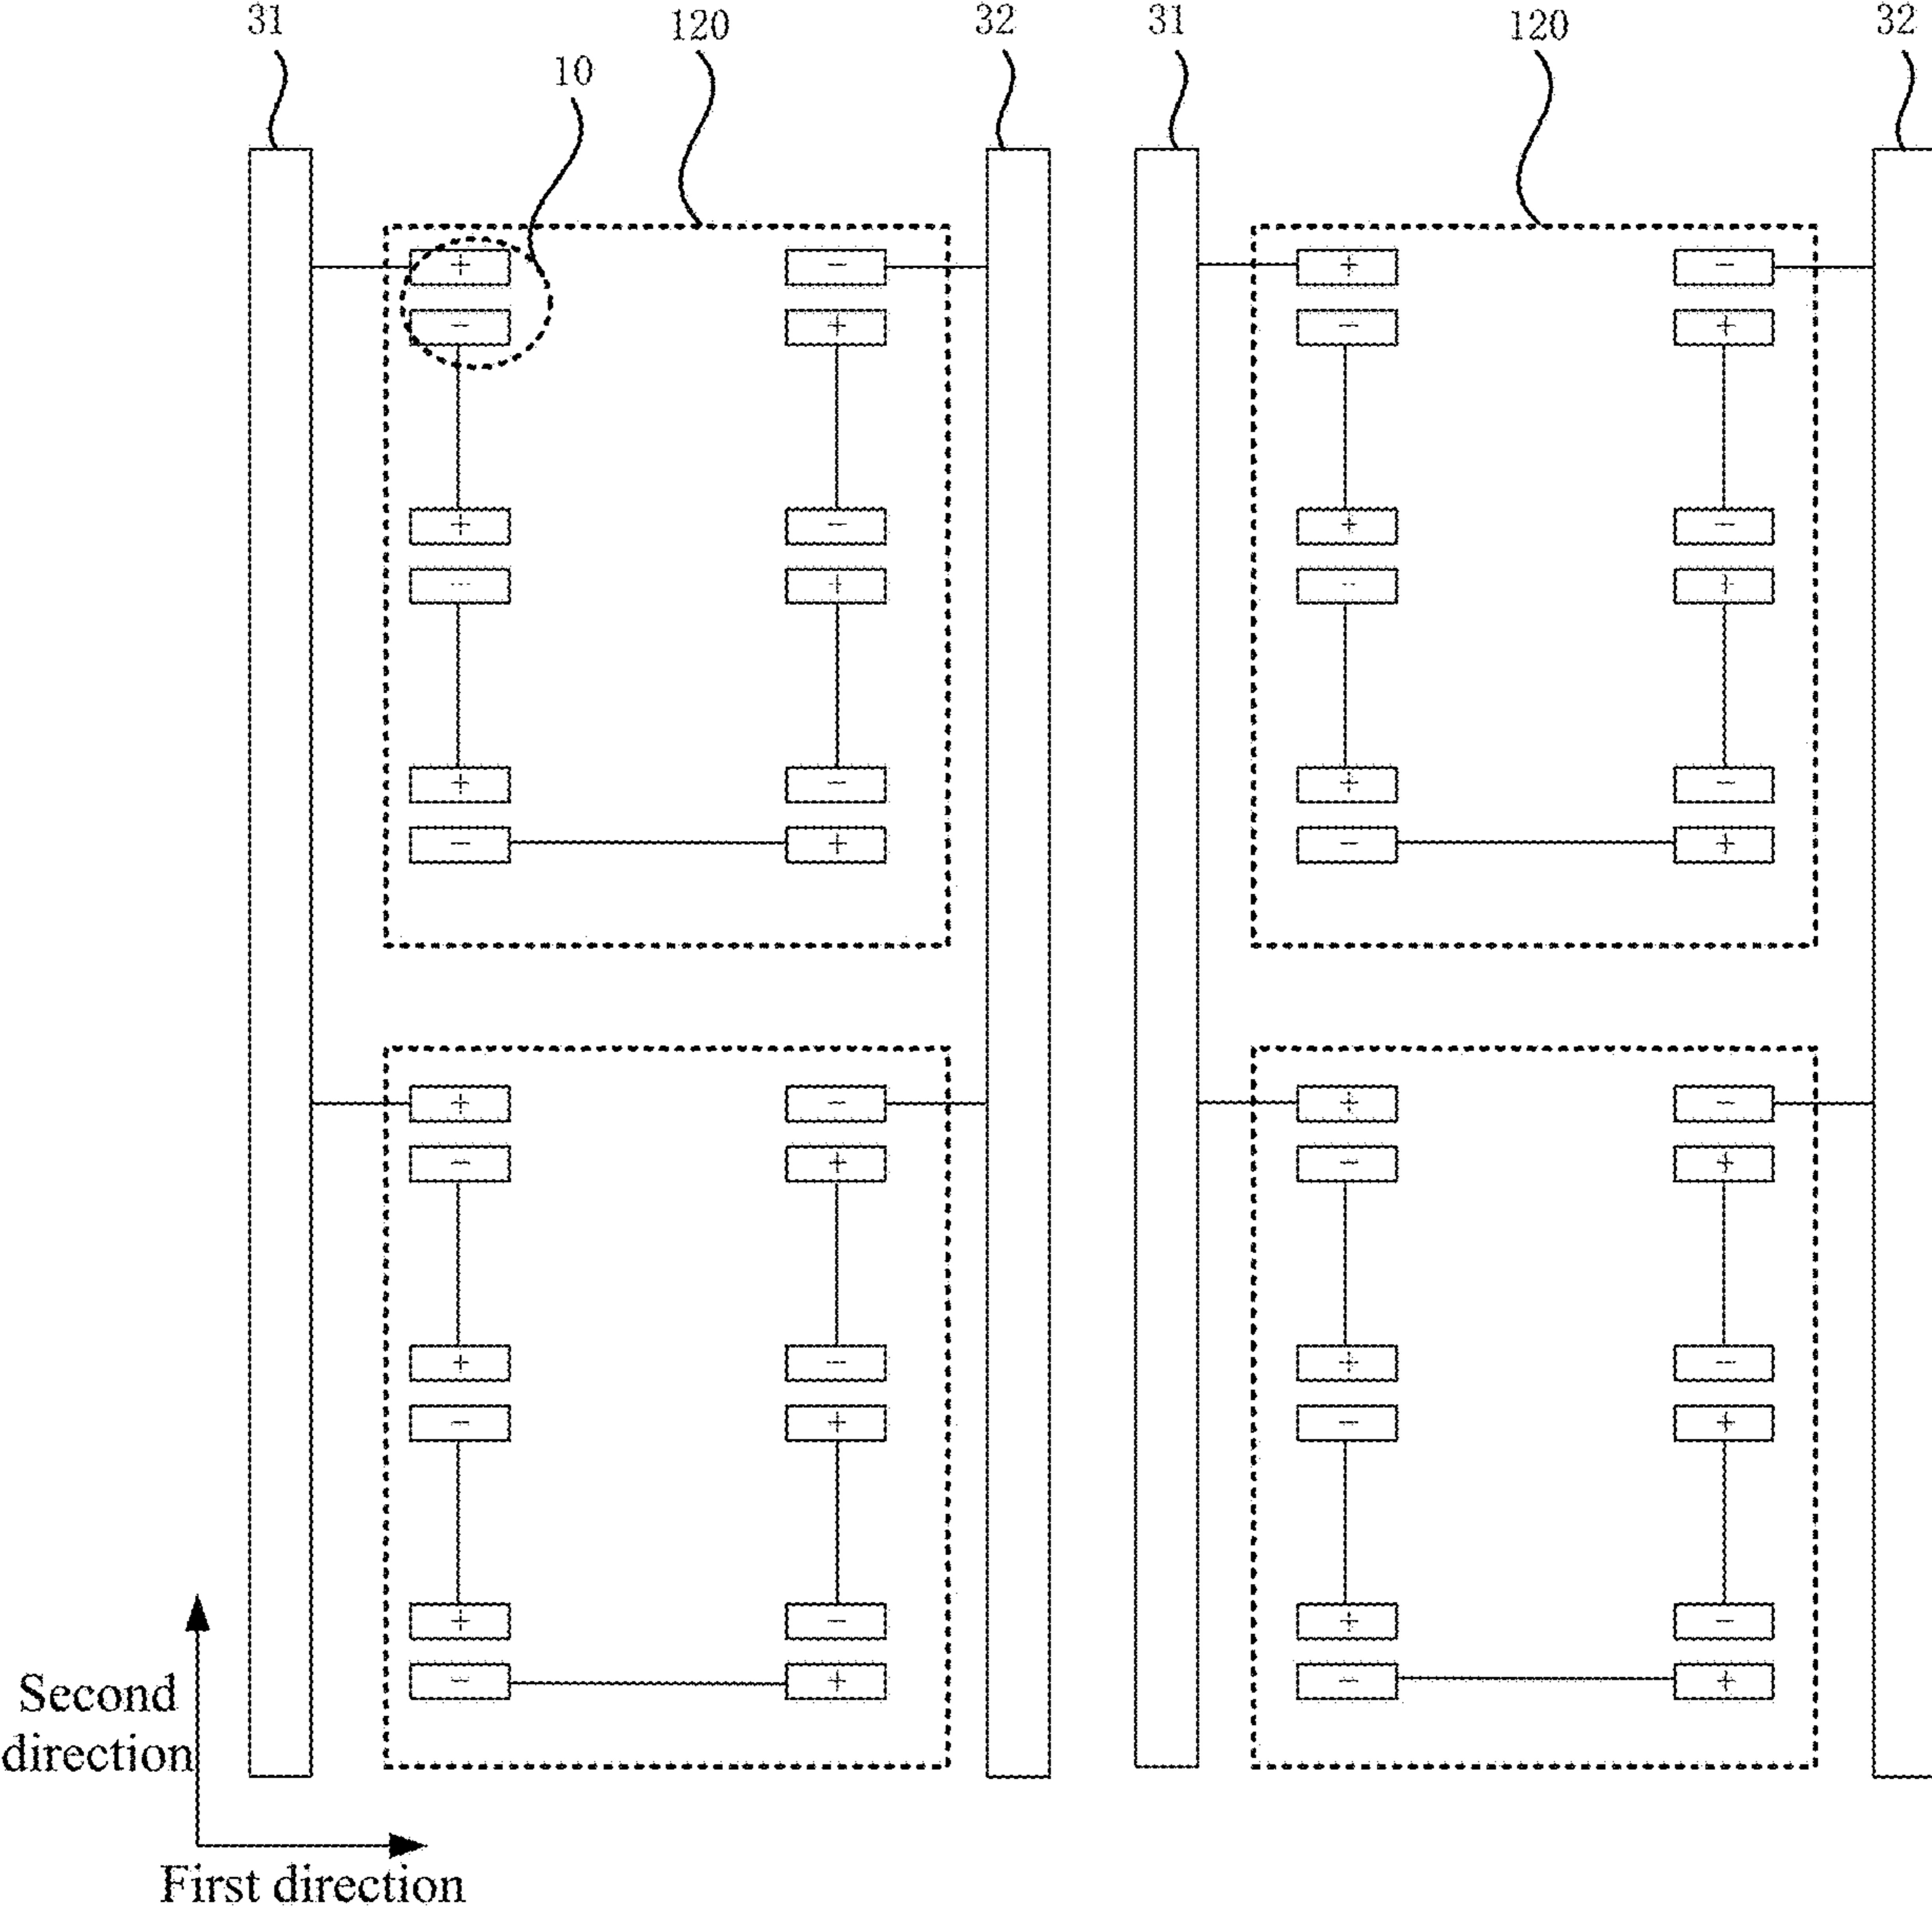 31 120 32 31 120 32
10
+ - + -
- + - +
+ - + -
- + - +
+ - + -
- + - +
+ - + -
- + - +
+ - + -
- + - +
+ - + -
- + - +
Second
direction
First direction